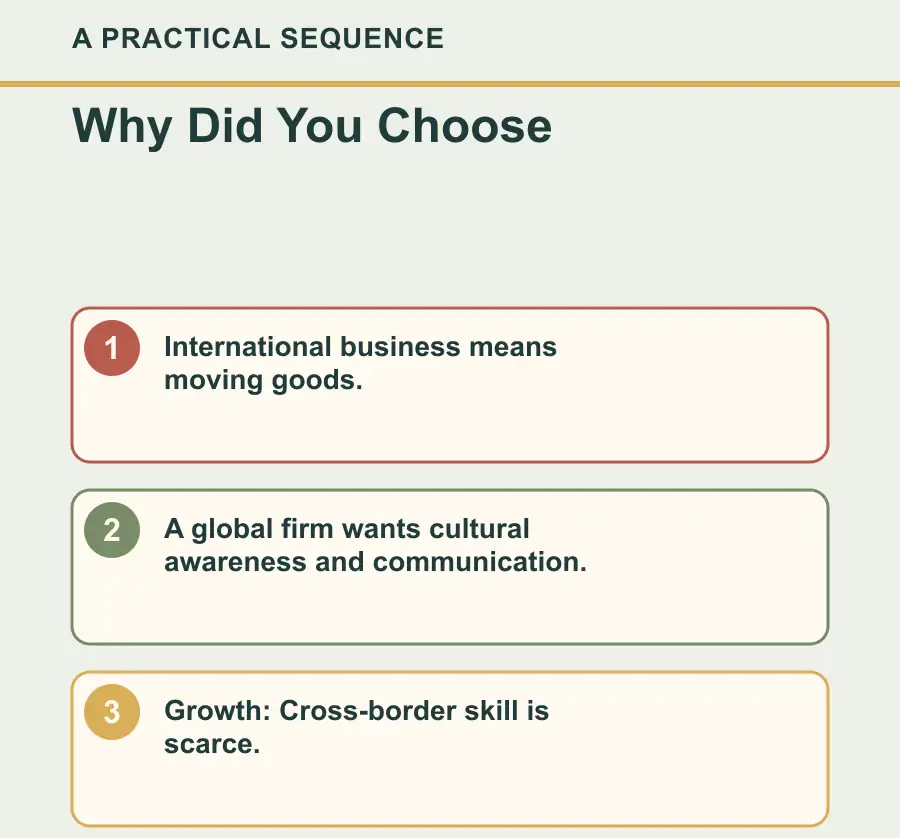 A PRACTICAL SEQUENCE
Why Did You Choose
1
International business means
moving goods.
2
A global firm wants cultural
awareness and communication.
3
Growth: Cross-border skill is
scarce.